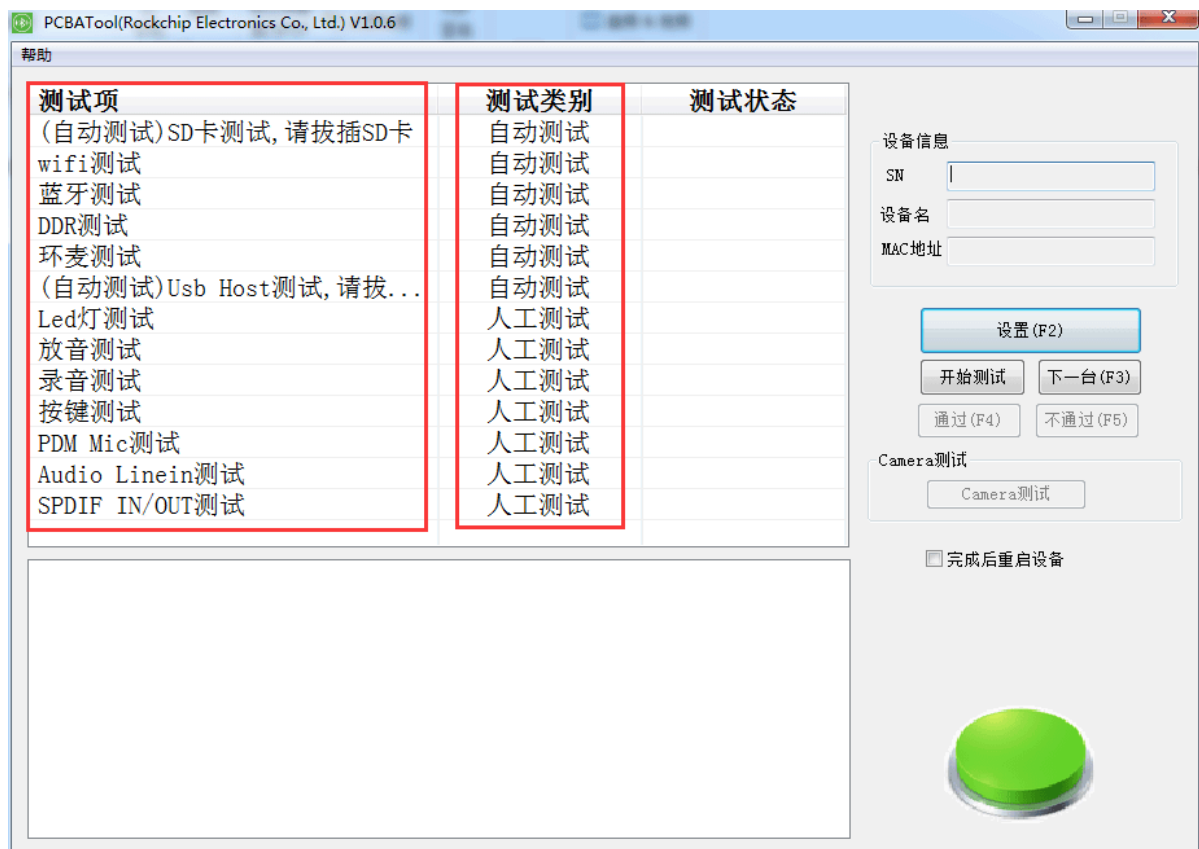 PCBATool(Rockchip Electronics Co., Ltd.) V1.0.6
帮助
测试项 测试类别 测试状态
(自动测试)SD卡测试,请拔插SD卡 自动测试
wifi测试 自动测试
蓝牙测试 自动测试
DDR测试 自动测试
环麦测试 自动测试
(自动测试)Usb Host测试,请拔... 自动测试
Led灯测试 人工测试
放音测试 人工测试
录音测试 人工测试
按键测试 人工测试
PDM Mic测试 人工测试
Audio Linein测试 人工测试
SPDIF IN/OUT测试 人工测试
设备信息
SN
设备名
MAC地址
设置(F2)
开始测试 下一台(F3)
通过(F4) 不通过(F5)
Camera测试
Camera测试
完成后重启设备